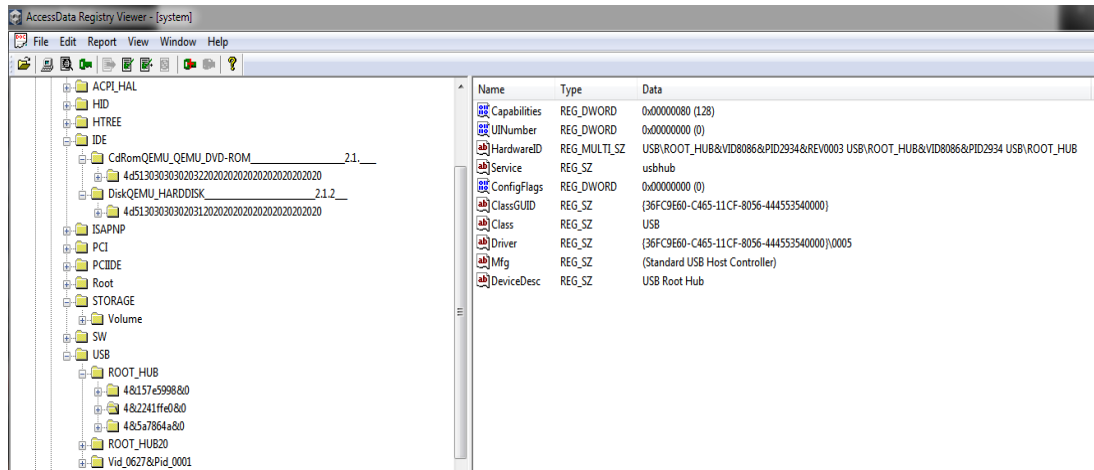 AccessData Registry Viewer - [system]
File Edit Report View Window Help
ACPI_HAL
HID
HTREE
IDE
CdRomQEMU_QEMU_DVD-ROM_____________________2.1.___
4d51303030302032202020202020202020202020
DiskQEMU_HARDDISK_________________________2.1.2__
4d51303030302031202020202020202020202020
ISAPNP
PCI
PCIIDE
Root
STORAGE
Volume
SW
USB
ROOT_HUB
4&157e5998&0
4&2241ffe0&0
4&5a7864a&0
ROOT_HUB20
Vid_0627&Pid_0001
Name Type Data
Capabilities REG_DWORD 0x00000080 (128)
UINumber REG_DWORD 0x00000000 (0)
HardwareID REG_MULTI_SZ USB\ROOT_HUB&VID8086&PID2934&REV0003 USB\ROOT_HUB&VID8086&PID2934 USB\ROOT_HUB
Service REG_SZ usbhub
ConfigFlags REG_DWORD 0x00000000 (0)
ClassGUID REG_SZ {36FC9E60-C465-11CF-8056-444553540000}
Class REG_SZ USB
Driver REG_SZ {36FC9E60-C465-11CF-8056-444553540000}\0005
Mfg REG_SZ (Standard USB Host Controller)
DeviceDesc REG_SZ USB Root Hub